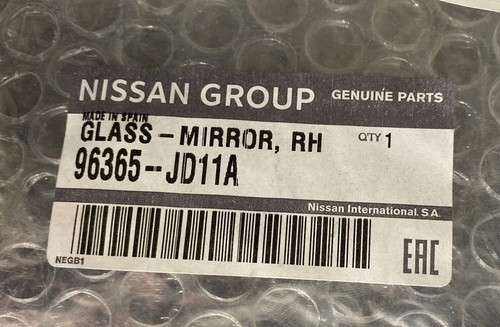 NISSAN GROUP GENUINE PARTS
MADE IN SPAIN
GLASS-MIRROR, RH QTY 1
96365--JD11A
Nissan International. S.A.
NEGB1
EAC